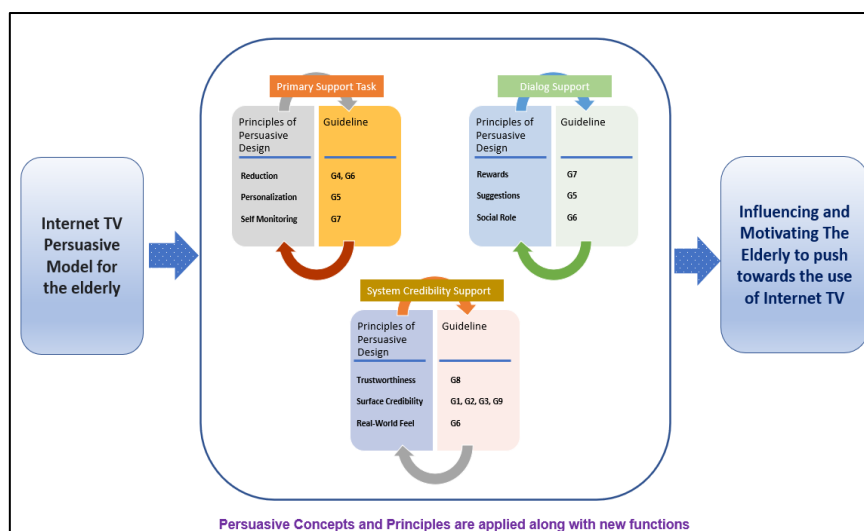 Internet TV
Persuasive
Model for
the elderly
Primary Support Task
Principles of
Persuasive
Design
Guideline
Reduction
G4, G6
Personalization
G5
Self Monitoring
G7
Dialog Support
Principles of
Persuasive
Design
Guideline
Rewards
G7
Suggestions
G5
Social Role
G6
System Credibility Support
Principles of
Persuasive
Design
Guideline
Trustworthiness
G8
Surface Credibility
G1, G2, G3, G9
Real-World Feel
G6
Influencing and
Motivating The
Elderly to push
towards the use
of Internet TV
Persuasive Concepts and Principles are applied along with new functions